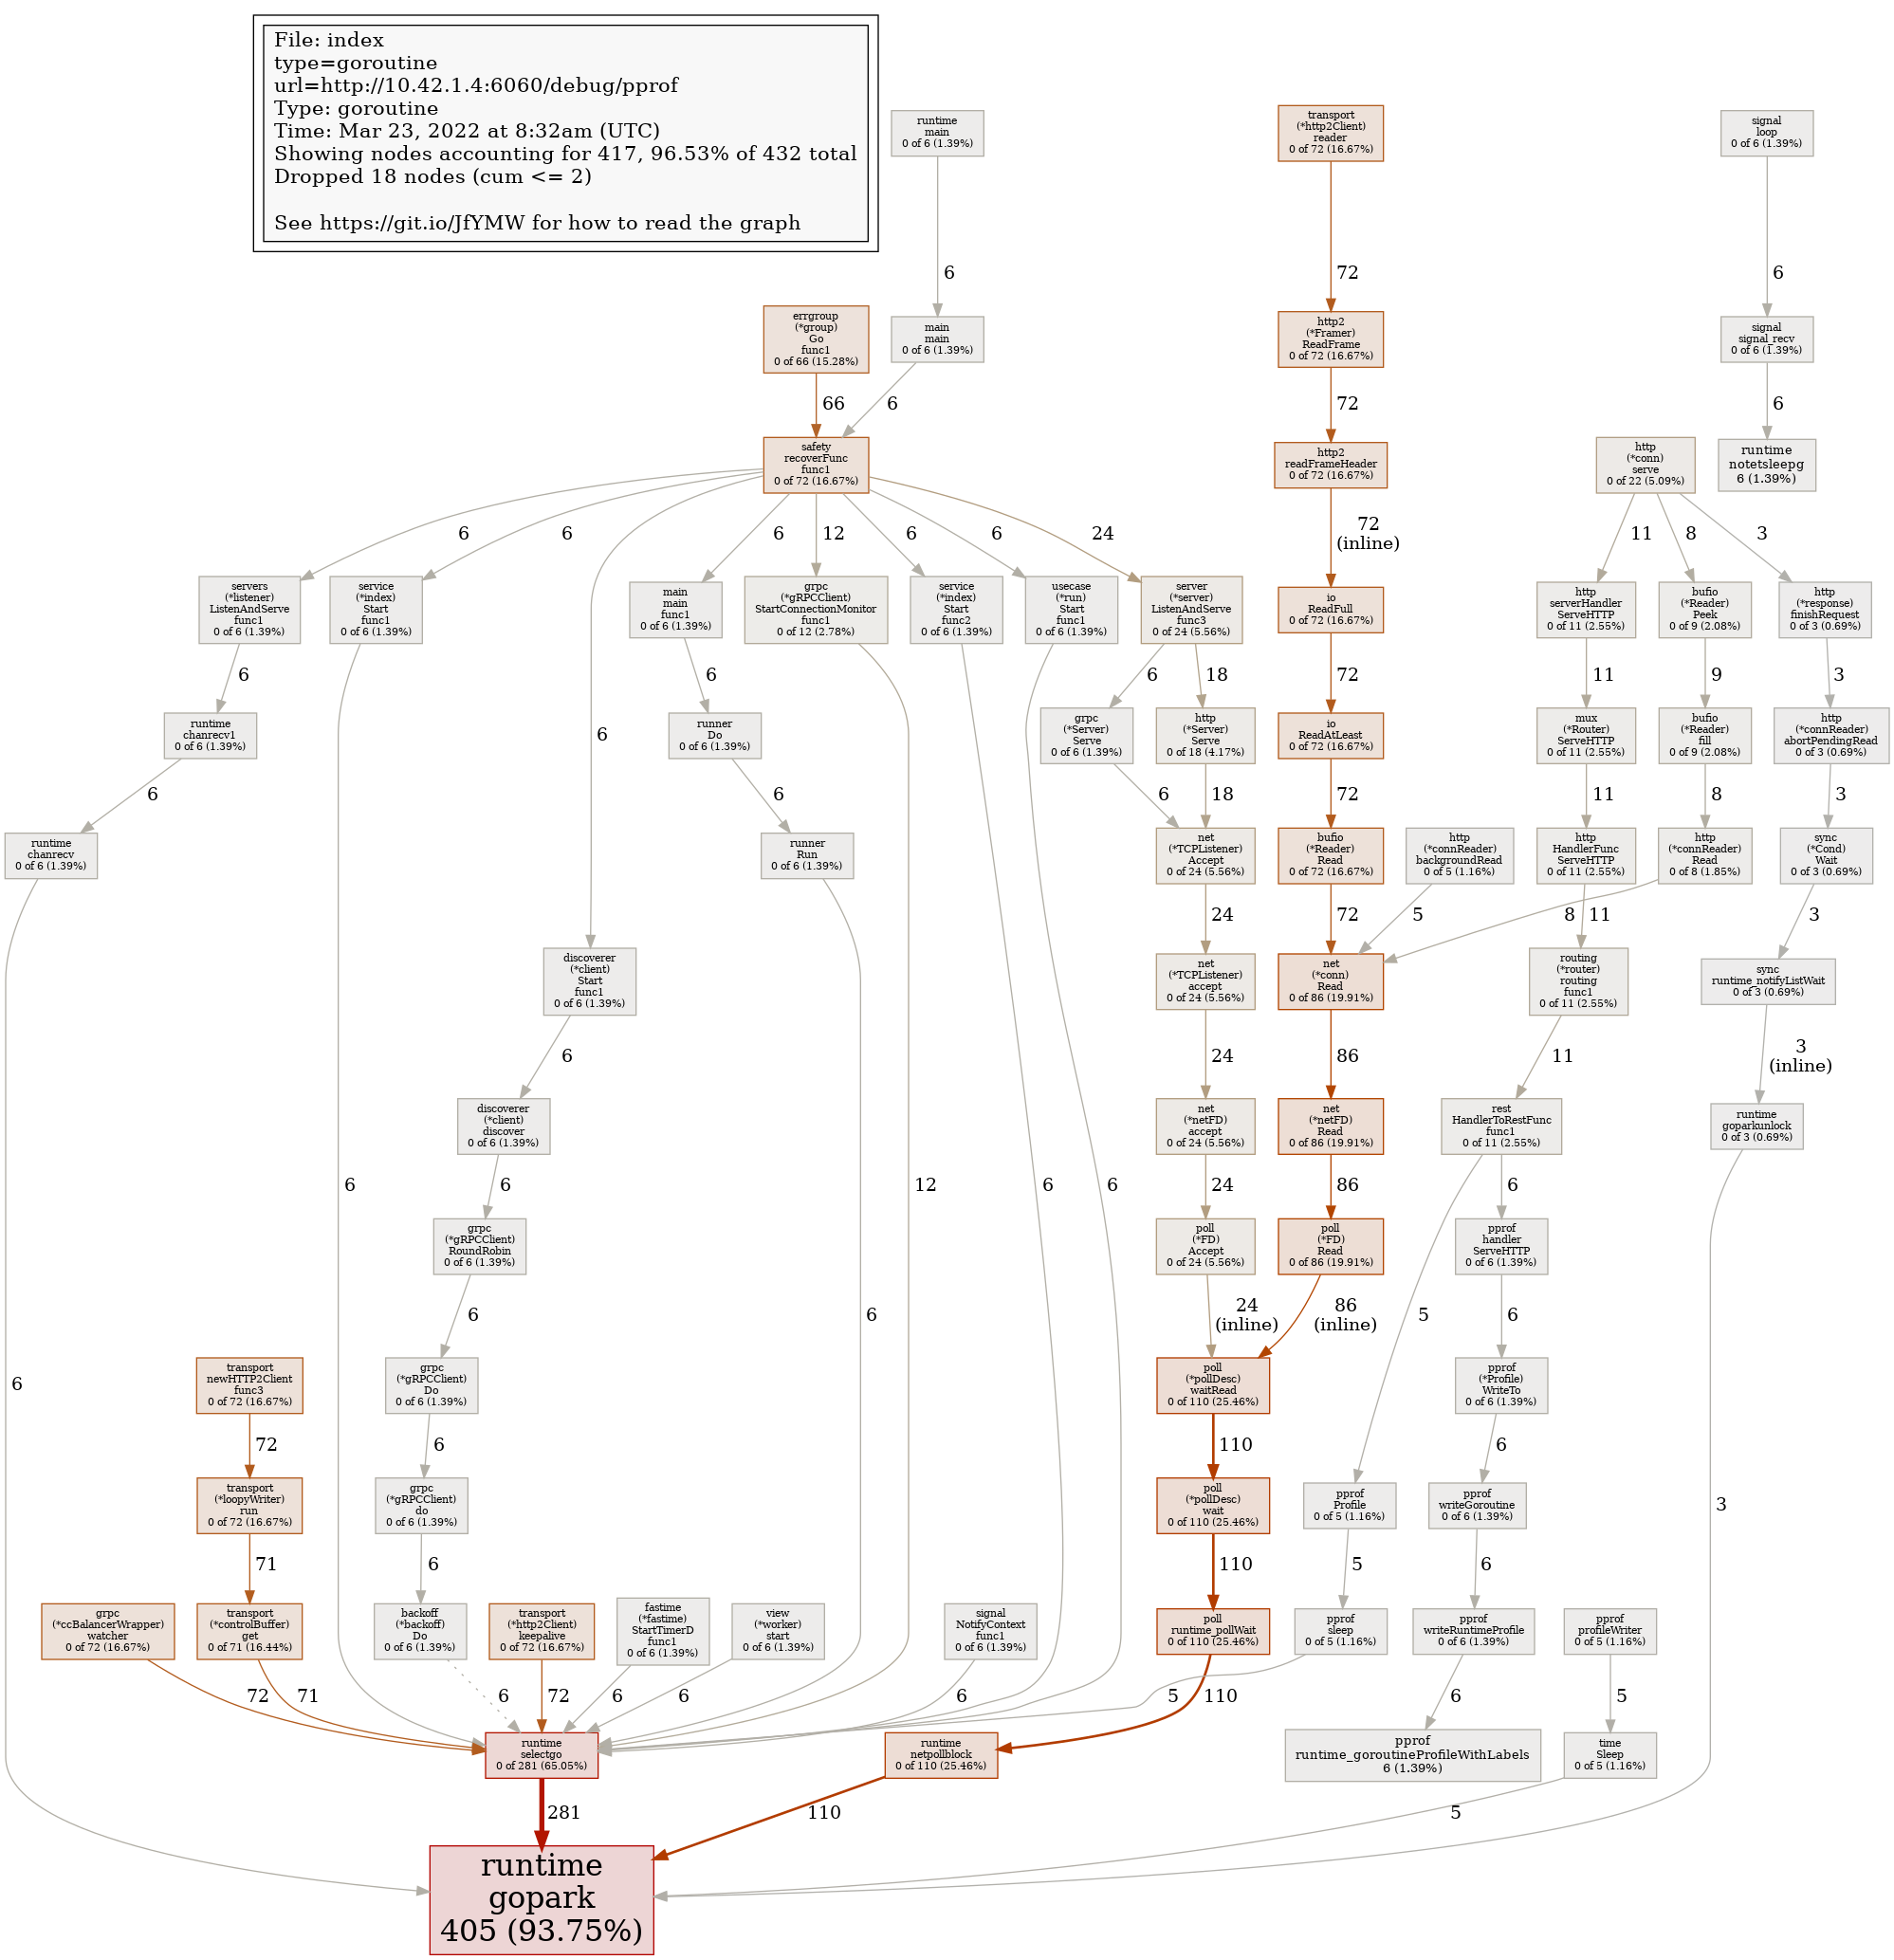 File: index
type=goroutine
url=http://10.42.1.4:6060/debug/pprof
Type: goroutine
Time: Mar 23, 2022 at 8:32am (UTC)
Showing nodes accounting for 417, 96.53% of 432 total
Dropped 18 nodes (cum <= 2)
See https://git.io/JfYMW for how to read the graph
runtime
main
0 of 6 (1.39%)
transport
(*http2Client)
reader
0 of 72 (16.67%)
signal
loop
0 of 6 (1.39%)
6
72
6
errgroup
(*group)
Go
func1
0 of 66 (15.28%)
main
main
0 of 6 (1.39%)
http2
(*Framer)
ReadFrame
0 of 72 (16.67%)
signal
signal_recv
0 of 6 (1.39%)
66
6
72
6
safety
recoverFunc
func1
0 of 72 (16.67%)
http2
readFrameHeader
0 of 72 (16.67%)
http
(*conn)
serve
0 of 22 (5.09%)
runtime
notetsleepg
6 (1.39%)
6
6
6
12
6
6
24
72
(inline)
11
8
3
servers
(*listener)
ListenAndServe
func1
0 of 6 (1.39%)
service
(*index)
Start
func1
0 of 6 (1.39%)
main
main
func1
0 of 6 (1.39%)
grpc
(*gRPCClient)
StartConnectionMonitor
func1
0 of 12 (2.78%)
service
(*index)
Start
func2
0 of 6 (1.39%)
usecase
(*run)
Start
func1
0 of 6 (1.39%)
server
(*server)
ListenAndServe
func3
0 of 24 (5.56%)
io
ReadFull
0 of 72 (16.67%)
http
serverHandler
ServeHTTP
0 of 11 (2.55%)
bufio
(*Reader)
Peek
0 of 9 (2.08%)
http
(*response)
finishRequest
0 of 3 (0.69%)
6
6
6
18
72
11
9
3
6
runtime
chanrecv1
0 of 6 (1.39%)
runner
Do
0 of 6 (1.39%)
grpc
(*Server)
Serve
0 of 6 (1.39%)
http
(*Server)
Serve
0 of 18 (4.17%)
io
ReadAtLeast
0 of 72 (16.67%)
mux
(*Router)
ServeHTTP
0 of 11 (2.55%)
bufio
(*Reader)
fill
0 of 9 (2.08%)
http
(*connReader)
abortPendingRead
0 of 3 (0.69%)
6
6
6
18
72
11
8
3
runtime
chanrecv
0 of 6 (1.39%)
runner
Run
0 of 6 (1.39%)
net
(*TCPListener)
Accept
0 of 24 (5.56%)
bufio
(*Reader)
Read
0 of 72 (16.67%)
http
(*connReader)
backgroundRead
0 of 5 (1.16%)
http
HandlerFunc
ServeHTTP
0 of 11 (2.55%)
http
(*connReader)
Read
0 of 8 (1.85%)
sync
(*Cond)
Wait
0 of 3 (0.69%)
24
72
5
8
11
3
discoverer
(*client)
Start
func1
0 of 6 (1.39%)
net
(*TCPListener)
accept
0 of 24 (5.56%)
net
(*conn)
Read
0 of 86 (19.91%)
routing
(*router)
routing
func1
0 of 11 (2.55%)
sync
runtime_notifyListWait
0 of 3 (0.69%)
6
24
86
11
3
(inline)
discoverer
(*client)
discover
0 of 6 (1.39%)
net
(*netFD)
accept
0 of 24 (5.56%)
net
(*netFD)
Read
0 of 86 (19.91%)
rest
HandlerToRestFunc
func1
0 of 11 (2.55%)
runtime
goparkunlock
0 of 3 (0.69%)
6
6
12
6
6
24
86
6
grpc
(*gRPCClient)
RoundRobin
0 of 6 (1.39%)
poll
(*FD)
Accept
0 of 24 (5.56%)
poll
(*FD)
Read
0 of 86 (19.91%)
pprof
handler
ServeHTTP
0 of 6 (1.39%)
6
6
24
(inline)
86
(inline)
5
6
6
transport
newHTTP2Client
func3
0 of 72 (16.67%)
grpc
(*gRPCClient)
Do
0 of 6 (1.39%)
poll
(*pollDesc)
waitRead
0 of 110 (25.46%)
pprof
(*Profile)
WriteTo
0 of 6 (1.39%)
72
6
110
6
transport
(*loopyWriter)
run
0 of 72 (16.67%)
grpc
(*gRPCClient)
do
0 of 6 (1.39%)
poll
(*pollDesc)
wait
0 of 110 (25.46%)
pprof
Profile
0 of 5 (1.16%)
pprof
writeGoroutine
0 of 6 (1.39%)
3
71
6
110
5
6
grpc
(*ccBalancerWrapper)
watcher
0 of 72 (16.67%)
transport
(*controlBuffer)
get
0 of 71 (16.44%)
backoff
(*backoff)
Do
0 of 6 (1.39%)
transport
(*http2Client)
keepalive
0 of 72 (16.67%)
fastime
(*fastime)
StartTimerD
func1
0 of 6 (1.39%)
view
(*worker)
start
0 of 6 (1.39%)
signal
NotifyContext
func1
0 of 6 (1.39%)
poll
runtime_pollWait
0 of 110 (25.46%)
pprof
sleep
0 of 5 (1.16%)
pprof
writeRuntimeProfile
0 of 6 (1.39%)
pprof
profileWriter
0 of 5 (1.16%)
72
71
6
72
6
6
6
5
110
6
5
runtime
selectgo
0 of 281 (65.05%)
runtime
netpollblock
0 of 110 (25.46%)
pprof
runtime_goroutineProfileWithLabels
6 (1.39%)
time
Sleep
0 of 5 (1.16%)
281
110
5
runtime
gopark
405 (93.75%)